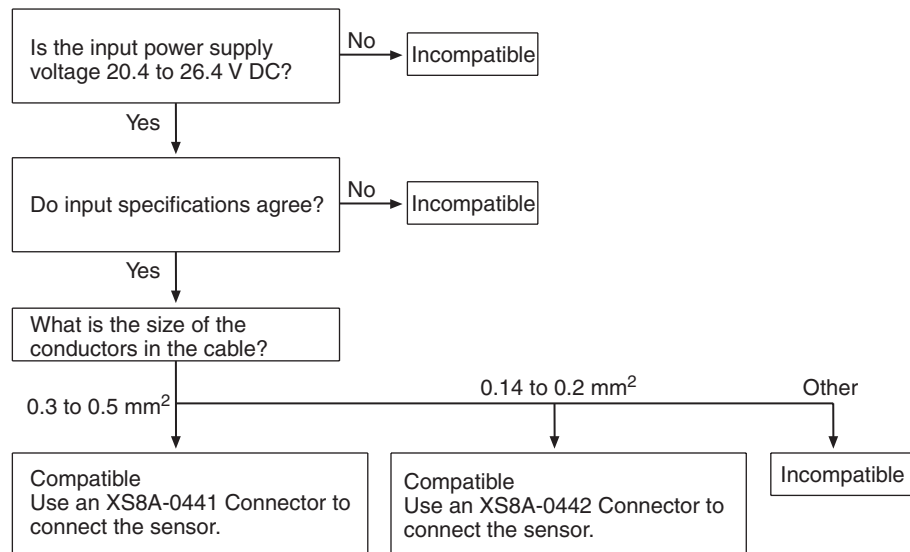 Is the input power supply
voltage 20.4 to 26.4 V DC?
No
Incompatible
Yes
Do input specifications agree?
No
Incompatible
Yes
What is the size of the
conductors in the cable?
0.3 to 0.5 mm²
0.14 to 0.2 mm²
Other
Compatible
Use an XS8A-0441 Connector to
connect the sensor.
Compatible
Use an XS8A-0442 Connector to
connect the sensor.
Incompatible